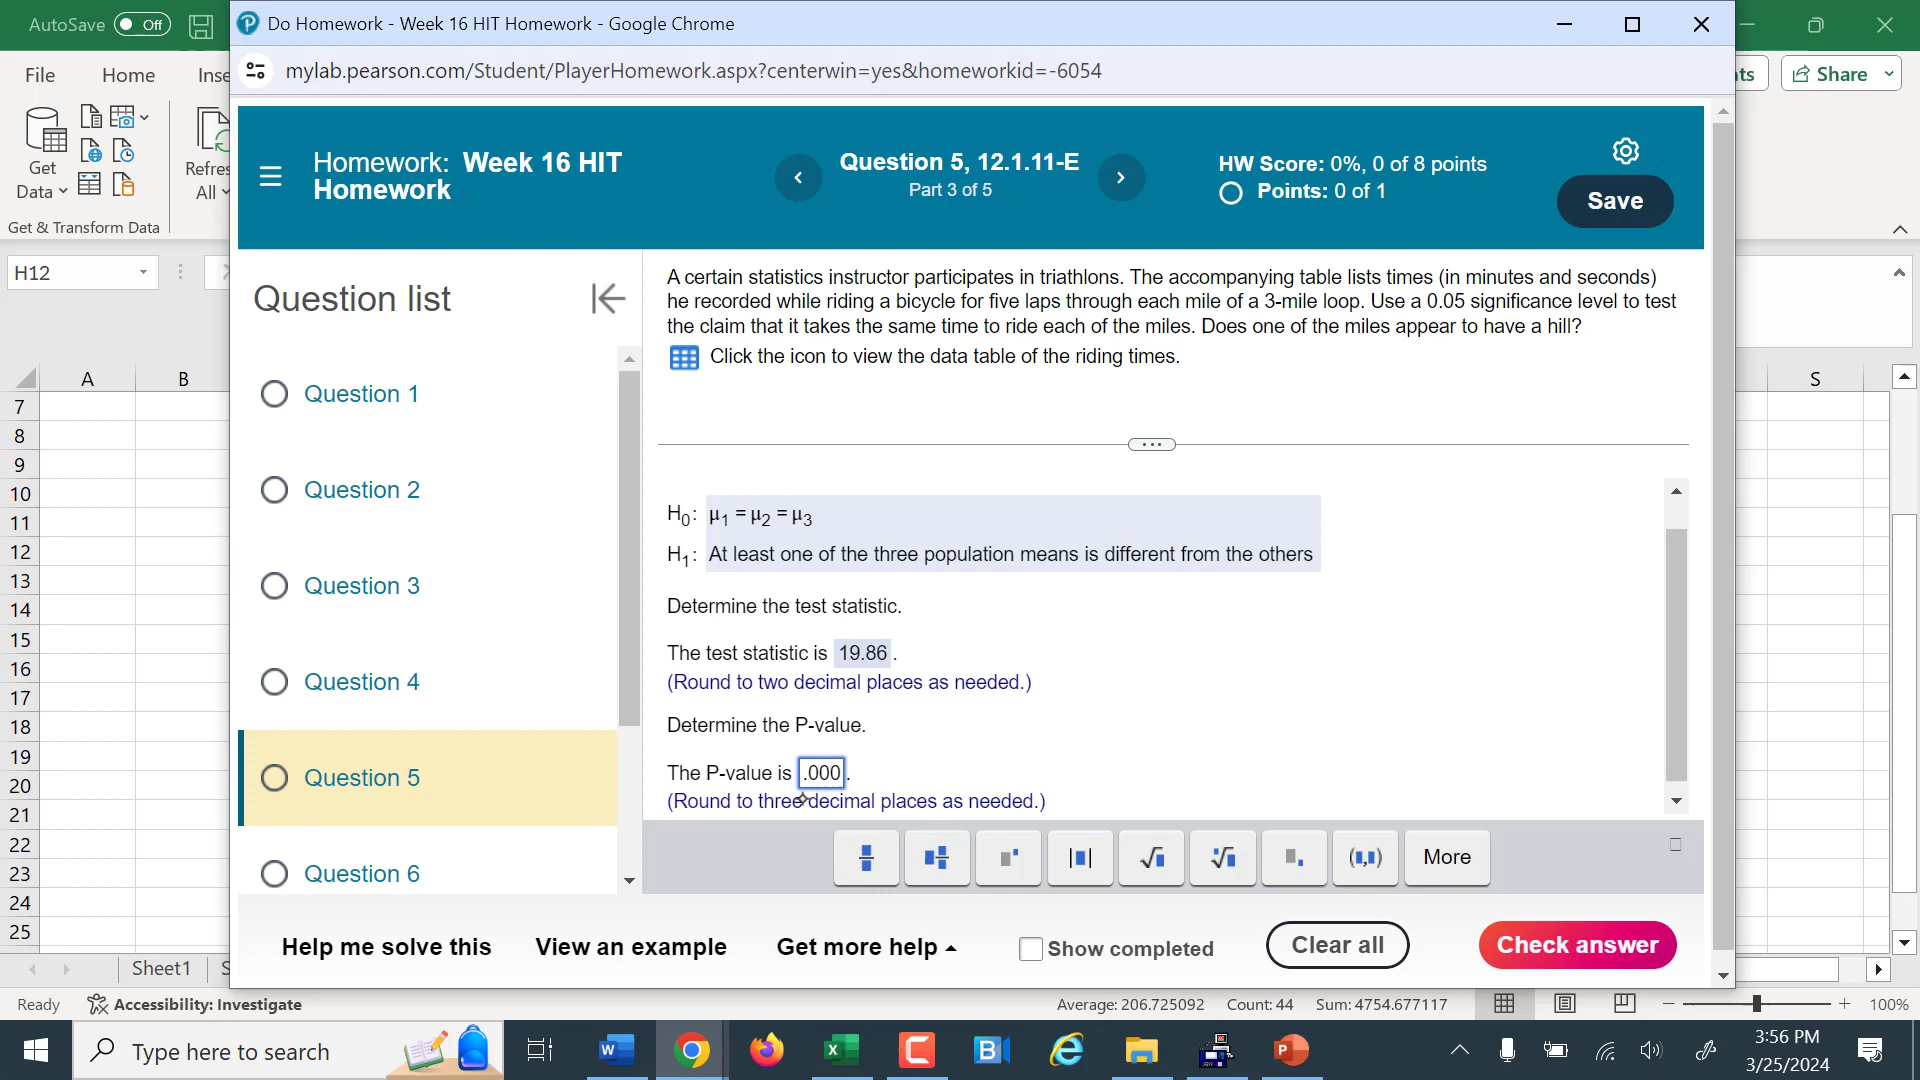 AutoSave Off
Do Homework - Week 16 HIT Homework - Google Chrome
mylab.pearson.com/Student/PlayerHomework.aspx?centerwin=yes&homeworkid=-6054
File Home Inse
ts
Share
Get
Data
Refres
All
Get & Transform Data
H12
Homework: Week 16 HIT
Homework
Question 5, 12.1.11-E
Part 3 of 5
HW Score: 0%, 0 of 8 points
Points: 0 of 1
Save
Question list
Question 1
Question 2
Question 3
Question 4
Question 5
Question 6
A certain statistics instructor participates in triathlons. The accompanying table lists times (in minutes and seconds)
he recorded while riding a bicycle for five laps through each mile of a 3-mile loop. Use a 0.05 significance level to test
the claim that it takes the same time to ride each of the miles. Does one of the miles appear to have a hill?
Click the icon to view the data table of the riding times.
H0: μ1 = μ2 = μ3
H1: At least one of the three population means is different from the others
Determine the test statistic.
The test statistic is 19.86 .
(Round to two decimal places as needed.)
Determine the P-value.
The P-value is .000 .
(Round to three decimal places as needed.)
More
Help me solve this
View an example
Get more help
Show completed
Clear all
Check answer
A B S
7
8
9
10
11
12
13
14
15
16
17
18
19
20
21
22
23
24
25
Sheet1 S
Ready
Accessibility: Investigate
Average: 206.725092 Count: 44 Sum: 4754.677117
100%
Type here to search
3:56 PM
3/25/2024